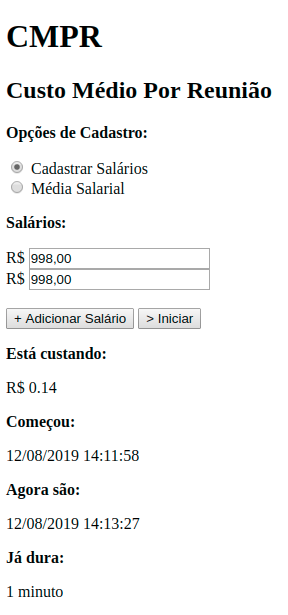 CMPR
Custo Médio Por Reunião
Opções de Cadastro:
Cadastrar Salários
Média Salarial
Salários:
R$ 998,00
R$ 998,00
+ Adicionar Salário > Iniciar
Está custando:
R$ 0.14
Começou:
12/08/2019 14:11:58
Agora são:
12/08/2019 14:13:27
Já dura:
1 minuto